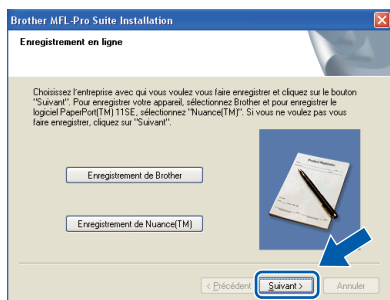 Brother MFL-Pro Suite Installation
Enregistrement en ligne
Choisissez l'entreprise avec qui vous voulez vous faire enregistrer et cliquez sur le bouton
"Suivant". Pour enregistrer votre appareil, sélectionnez Brother et pour enregistrer le
logiciel PaperPort(TM) 11SE, sélectionnez "Nuance(TM)". Si vous ne voulez pas vous
faire enregistrer, cliquez sur "Suivant".
Enregistrement de Brother
Product Registration
Enregistrement de Nuance(TM)
< Précédent
Suivant >
Annuler